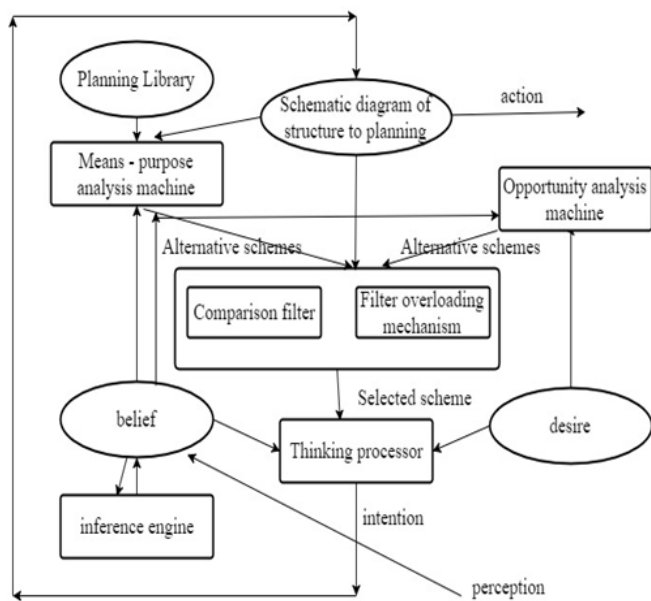 Planning Library
Schematic diagram of
structure to planning
action
Means - purpose
analysis machine
Opportunity analysis
machine
Alternative schemes
Alternative schemes
Comparison filter
Filter overloading
mechanism
Selected scheme
belief
Thinking processor
desire
inference engine
intention
perception